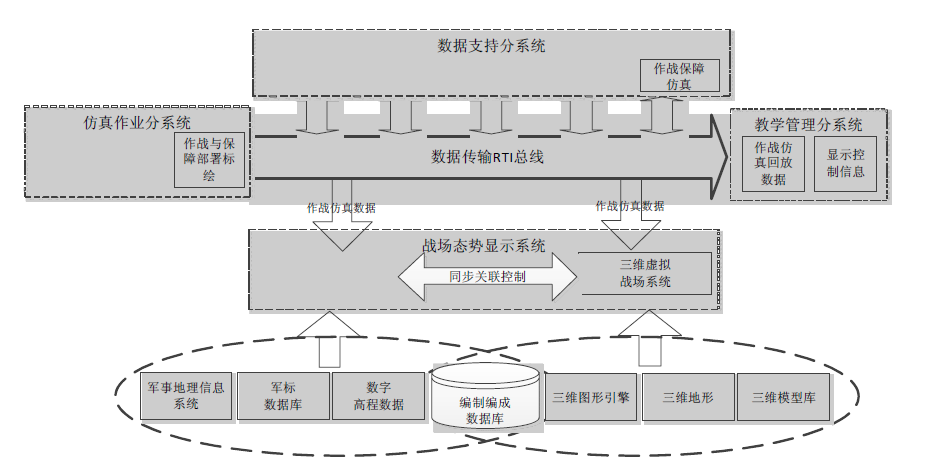 数据支持分系统
作战保障
仿真
仿真作业分系统
作战与保
障部署标
绘
数据传输RTI总线
教学管理分系统
作战仿
真回放
数据
显示控
制信息
作战仿真数据
作战仿真数据
战场态势显示系统
同步关联控制
三维虚拟
战场系统
军事地理信息
系统
军标
数据库
数字
高程数据
编制编成
数据库
三维图形引擎
三维地形
三维模型库